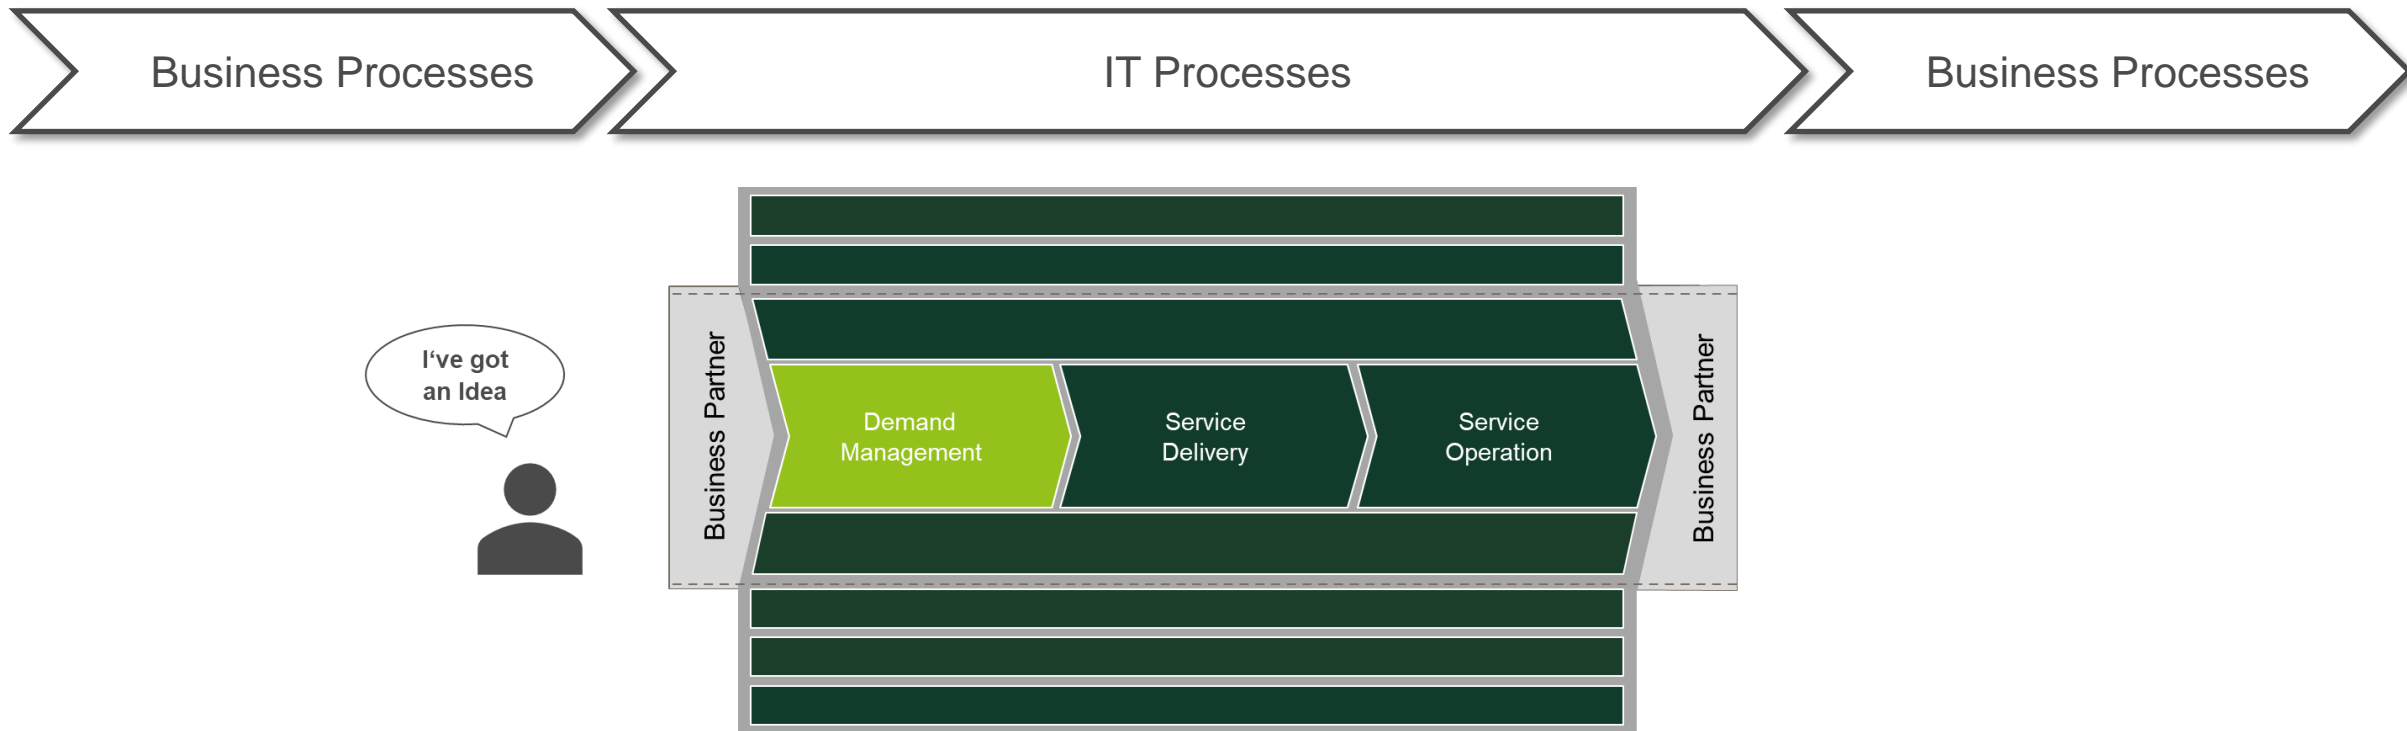 Business Processes
IT Processes
Business Processes
I‘ve got
an Idea
Business Partner
Demand
Management
Service
Delivery
Service
Operation
Business Partner